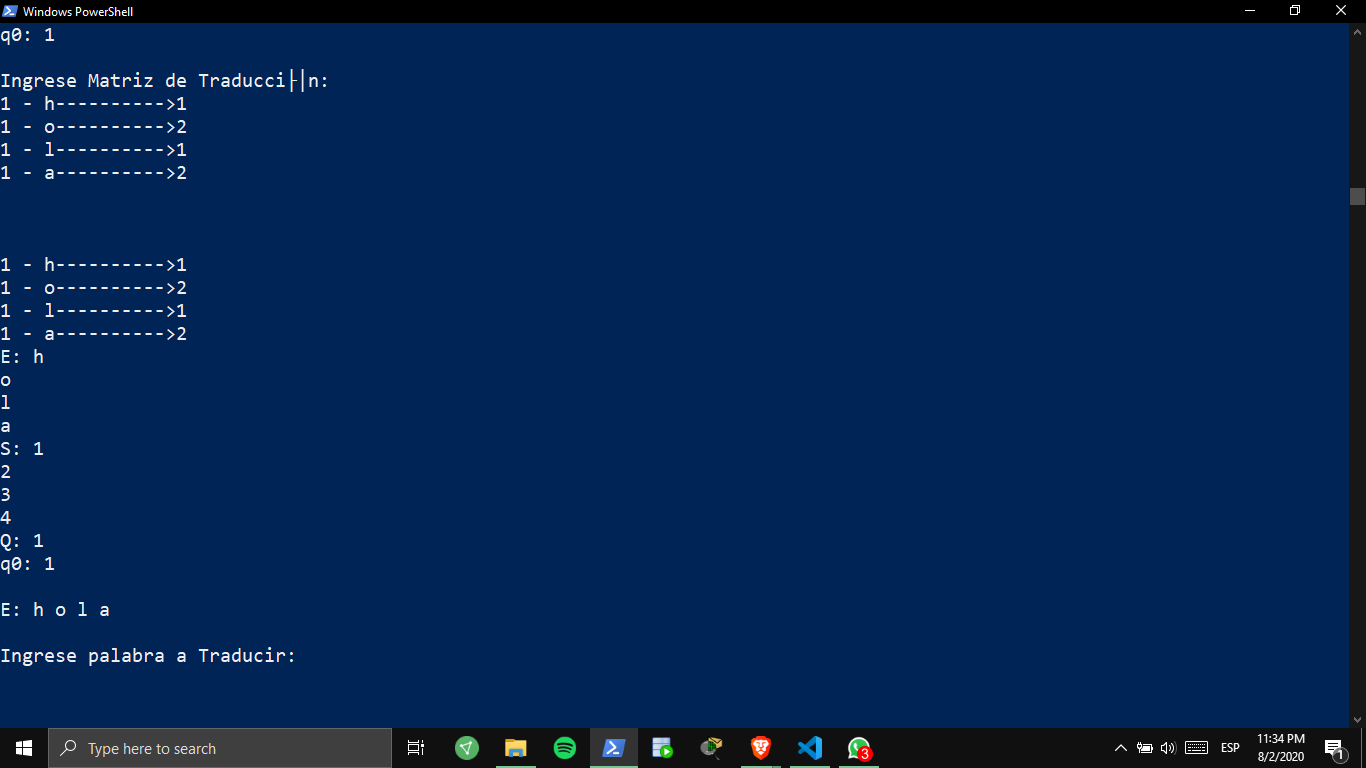 Windows PowerShell
q0: 1
Ingrese Matriz de Traducci├│n:
1 - h---------->1
1 - o---------->2
1 - l---------->1
1 - a---------->2
1 - h---------->1
1 - o---------->2
1 - l---------->1
1 - a---------->2
E: h
o
l
a
S: 1
2
3
4
Q: 1
q0: 1
E: h o l a
Ingrese palabra a Traducir:
Type here to search
3
ESP
11:34 PM
8/2/2020
1